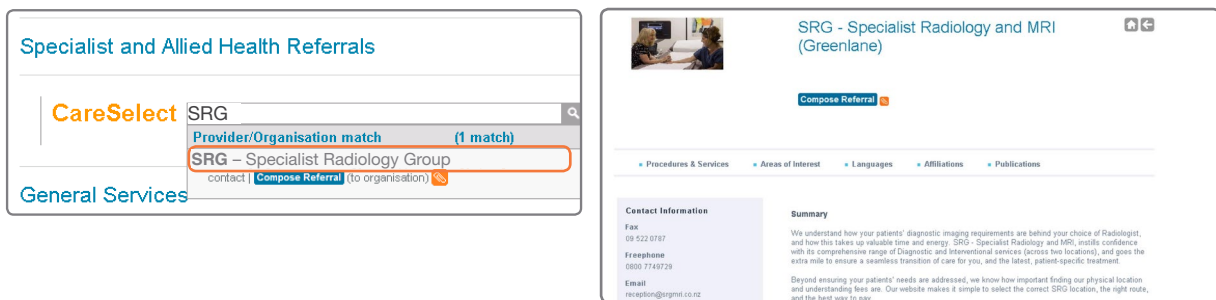 Specialist and Allied Health Referrals
CareSelect SRG
Provider/Organisation match (1 match)
SRG – Specialist Radiology Group
contact | Compose Referral (to organisation)
General Services
SRG - Specialist Radiology and MRI
(Greenlane)
Compose Referral
Procedures & Services Areas of Interest Languages Affiliations Publications
Contact Information
Fax
09 522 0787
Freephone
0800 7749729
Email
reception@srgmri.co.nz
Summary
We understand how your patients' diagnostic imaging requirements are behind your choice of Radiologist,
and how this takes up valuable time and energy. SRG - Specialist Radiology and MRI, instills confidence
with its comprehensive range of Diagnostic and Interventional services (across two locations), and goes the
extra mile to ensure a seamless transition of care for you, and the latest, patient-specific treatment.
Beyond ensuring your patients' needs are addressed, we know how important finding our physical location
and understanding fees are. Our website makes it simple to select the correct SRG location, the right route,
and the best way to pay.